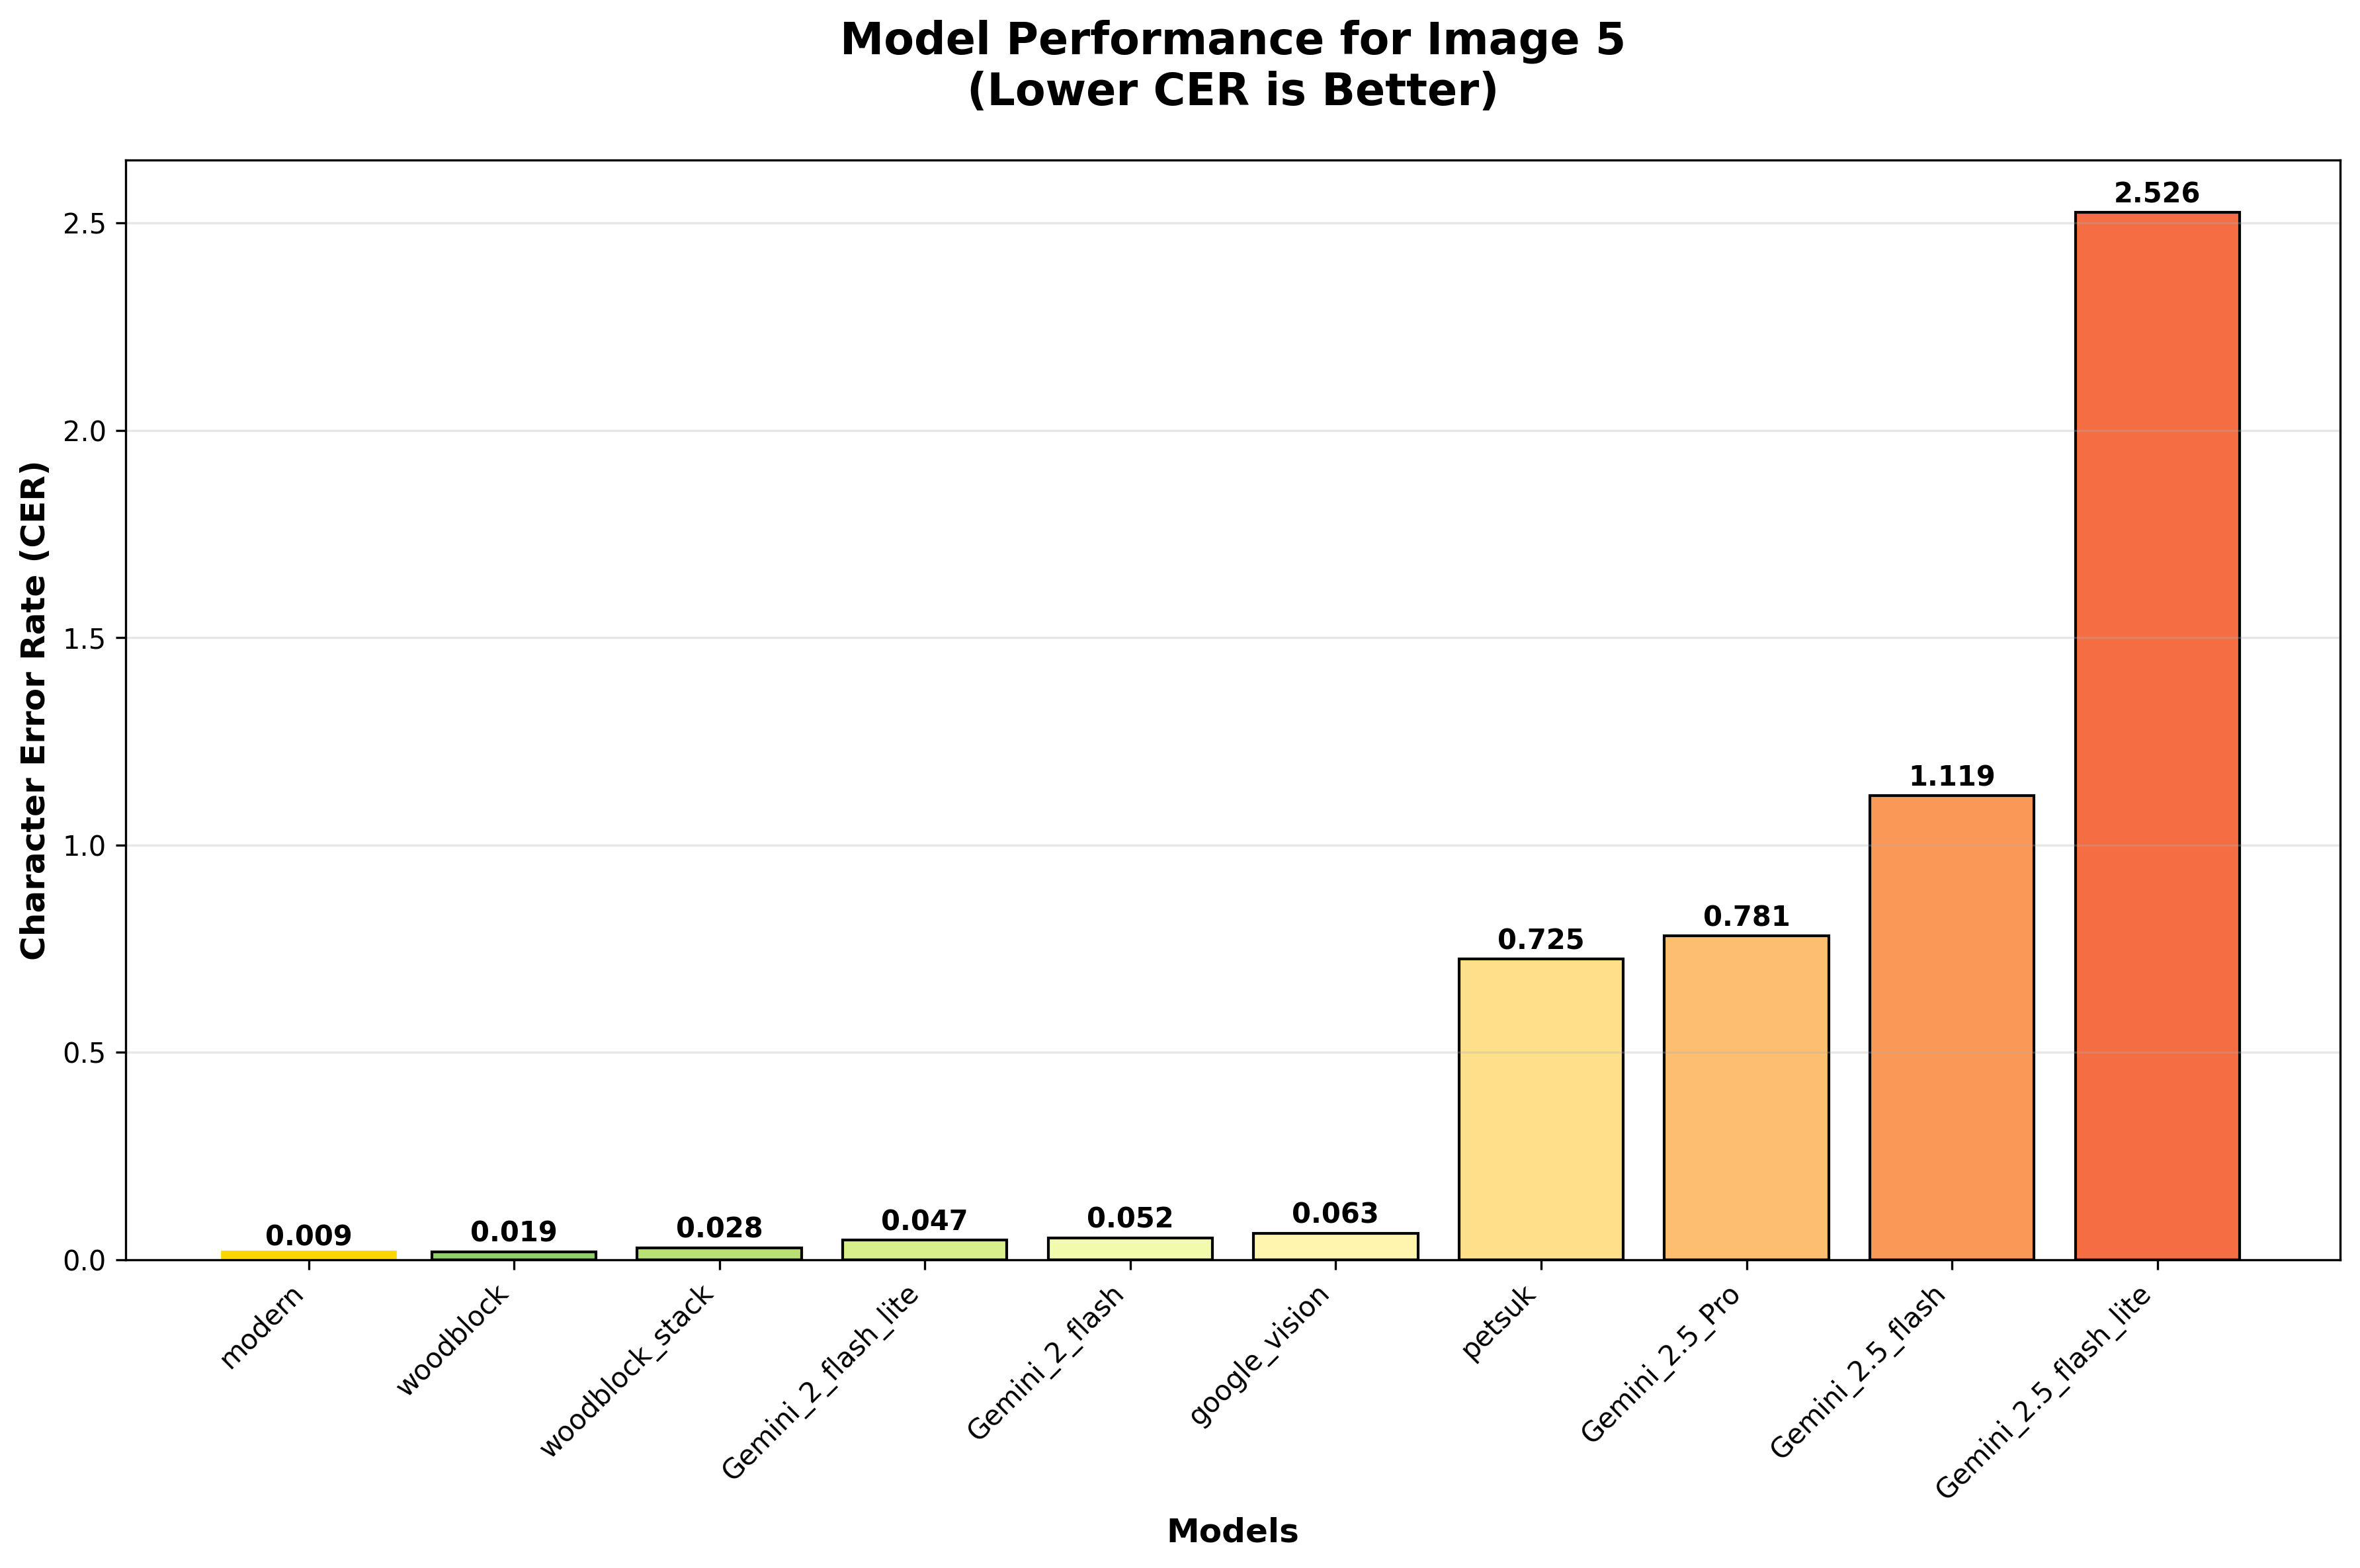 Model Performance for Image 5
(Lower CER is Better)
Character Error Rate (CER)
2.5
2.0
1.5
1.0
0.5
0.0
0.009
0.019
0.028
0.047
0.052
0.063
0.725
0.781
1.119
2.526
modern
woodblock
woodblock_stack
Gemini_2_flash_lite
Gemini_2_flash
google_vision
petsuk
Gemini_2.5_Pro
Gemini_2.5_flash
Gemini_2.5_flash_lite
Models